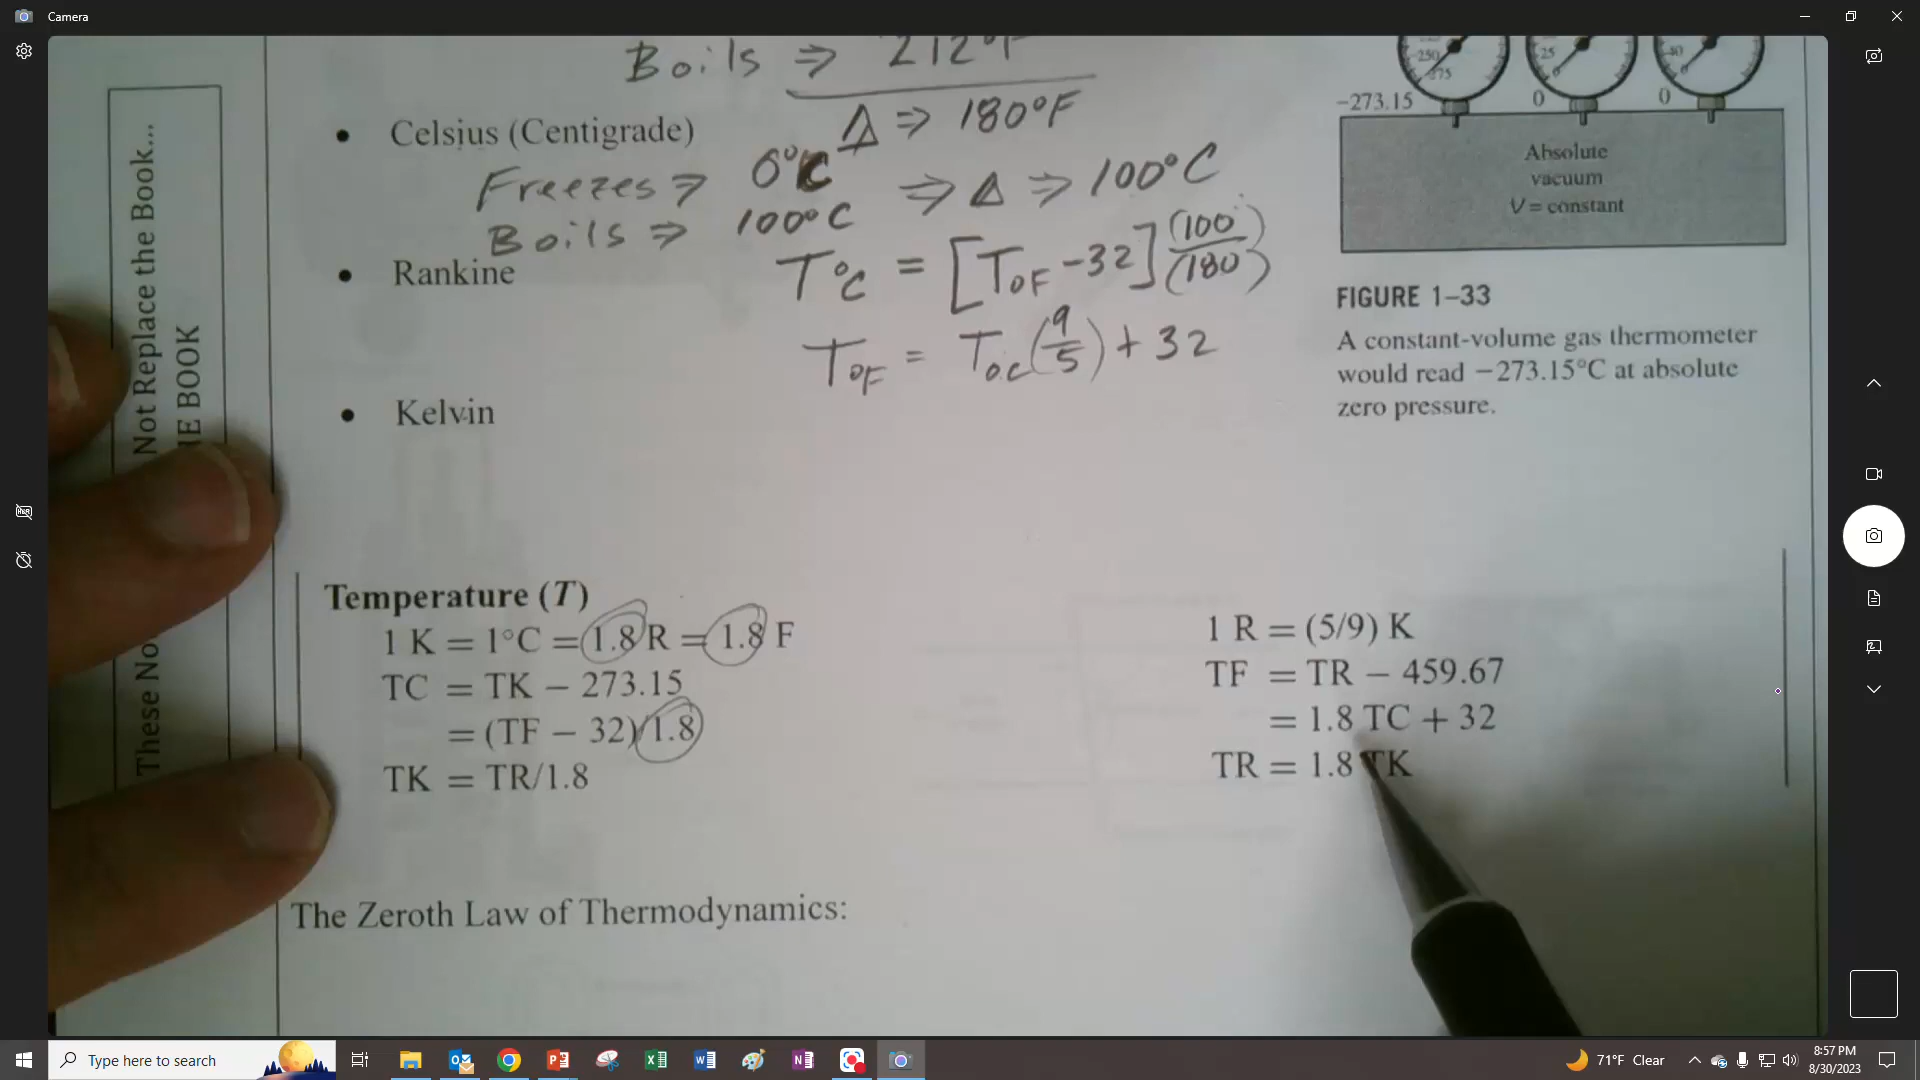 Camera
Boils ⇒ 212°F
Δ ⇒ 180°F
• Celsius (Centigrade)
Freezes ⇒ 0°C ⇒ Δ ⇒ 100°C
Boils ⇒ 100°C
• Rankine
T°C = [T°F - 32] (100)/(180)
T°F = T°C (9/5) + 32
• Kelvin
Not Replace the Book...
THE BOOK
These No
-273.15
0
0
250
275
25
Absolute
vacuum
V = constant
FIGURE 1–33
A constant-volume gas thermometer
would read −273.15°C at absolute
zero pressure.
Temperature (T)
1 K = 1°C = 1.8 R = 1.8 F
TC = TK − 273.15
= (TF − 32)/1.8
TK = TR/1.8
1 R = (5/9) K
TF = TR − 459.67
= 1.8 TC + 32
TR = 1.8 TK
The Zeroth Law of Thermodynamics:
Type here to search
71°F Clear
8:57 PM
8/30/2023